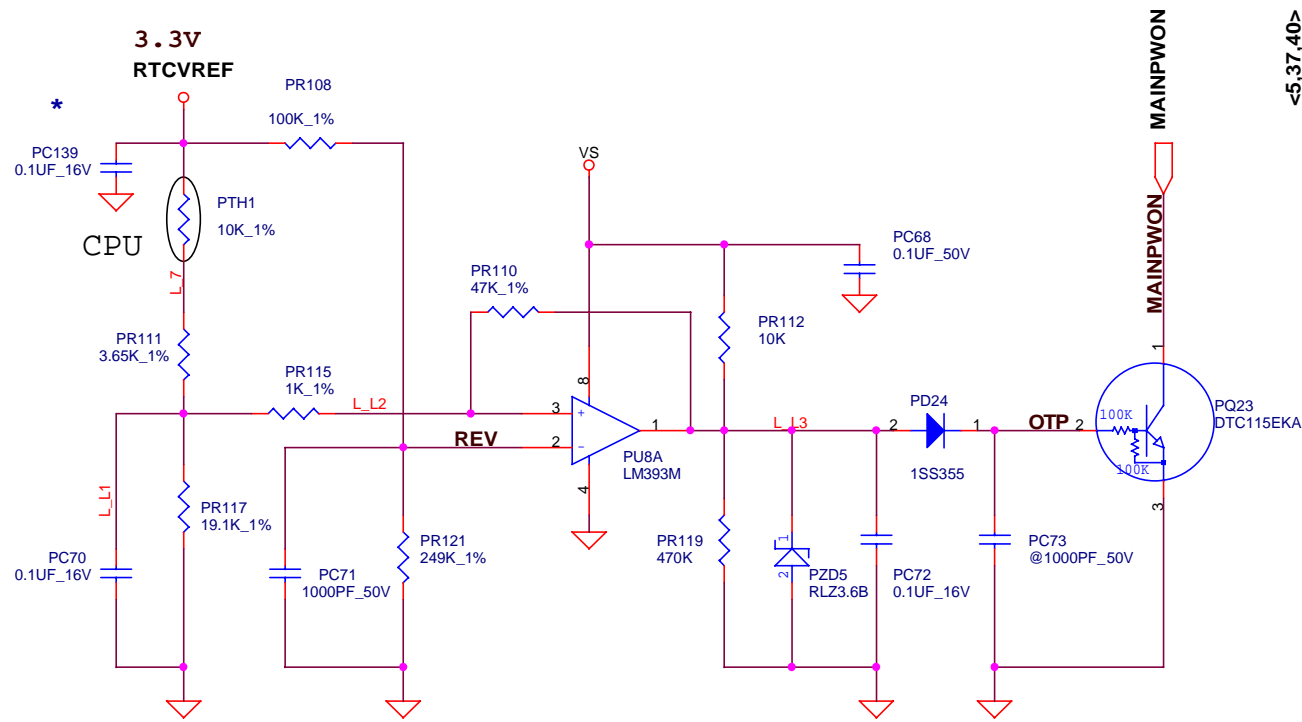 3.3V
RTCVREF
*
PR108
100K_1%
PC139
0.1UF_16V
PTH1
10K_1%
CPU
L_7
PR111
3.65K_1%
PR115
1K_1%
L_L2
L_L1
PR117
19.1K_1%
PC70
0.1UF_16V
REV
PC71
1000PF_50V
PR121
249K_1%
PR110
47K_1%
VS
8
3
+
2
-
1
4
PU8A
LM393M
PC68
0.1UF_50V
PR112
10K
L_L3
PR119
470K
1
2
PZD5
RLZ3.6B
PC72
0.1UF_16V
2
PD24
1
1SS355
OTP
2
PC73
@1000PF_50V
MAINPWON
<5,37,40>
MAINPWON
1
100K
100K
PQ23
DTC115EKA
3